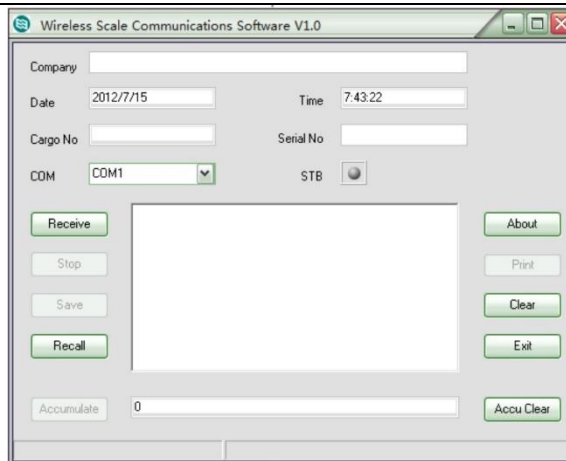 Wireless Scale Communications Software V1.0
Company
Date 2012/7/15 Time 7:43:22
Cargo No Serial No
COM COM1 STB
Receive About
Stop Print
Save Clear
Recall Exit
Accumulate 0 Accu Clear